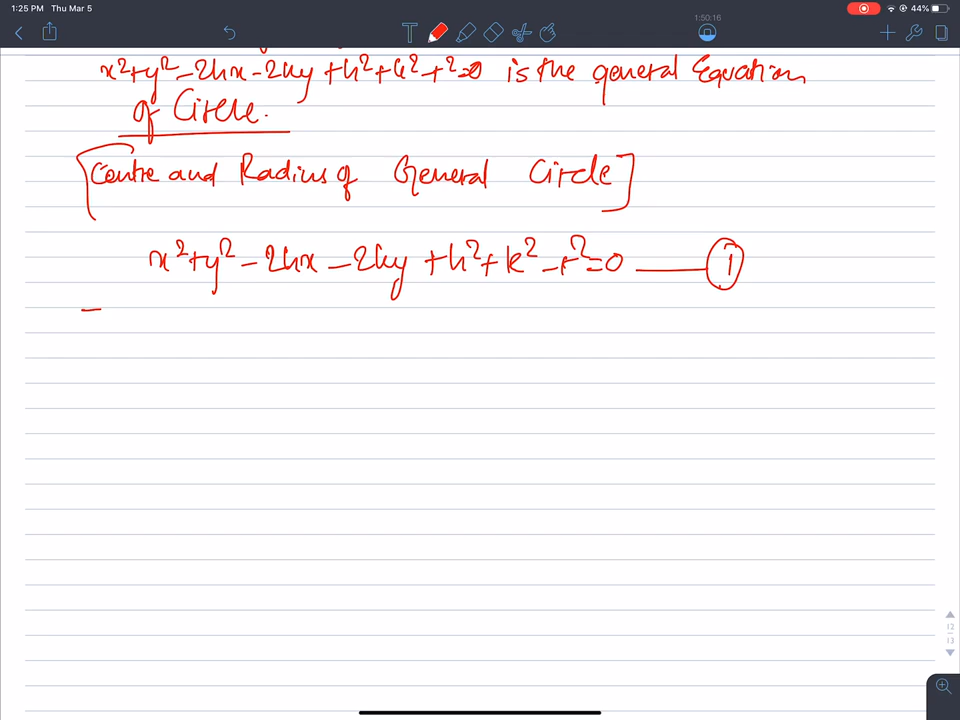 1:25 PM Thu Mar 5
44%
1:50:16
T
x²+y²-2hx-2ky+h²+k²-r²=0 is the general Equation
of Circle.
[Centre and Radius of General Circle]
x²+y²-2hx-2ky+h²+k²-r²=0 ——— ①
12
13